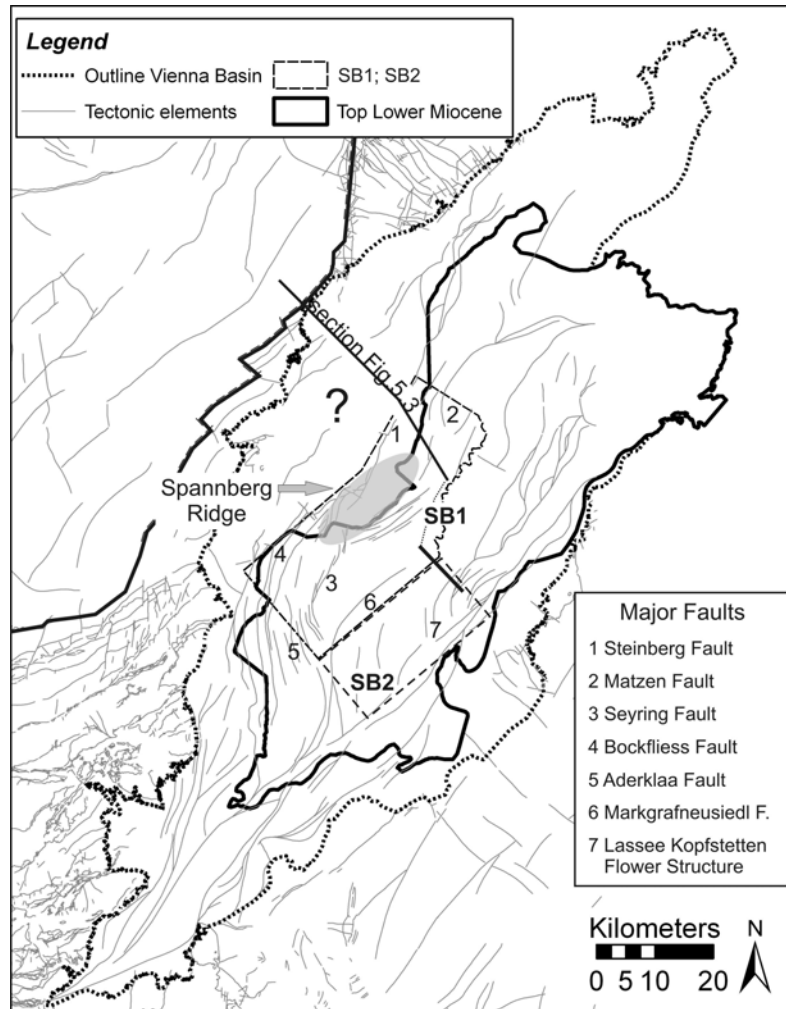 Legend
Outline Vienna Basin
SB1; SB2
Tectonic elements
Top Lower Miocene
section Fig.5,3
?
1
2
Spannberg
Ridge
SB1
4
3
6
7
5
SB2
Major Faults
1 Steinberg Fault
2 Matzen Fault
3 Seyring Fault
4 Bockfliess Fault
5 Aderklaa Fault
6 Markgrafneusiedl F.
7 Lassee Kopfstetten
Flower Structure
Kilometers
N
0 5 10 20